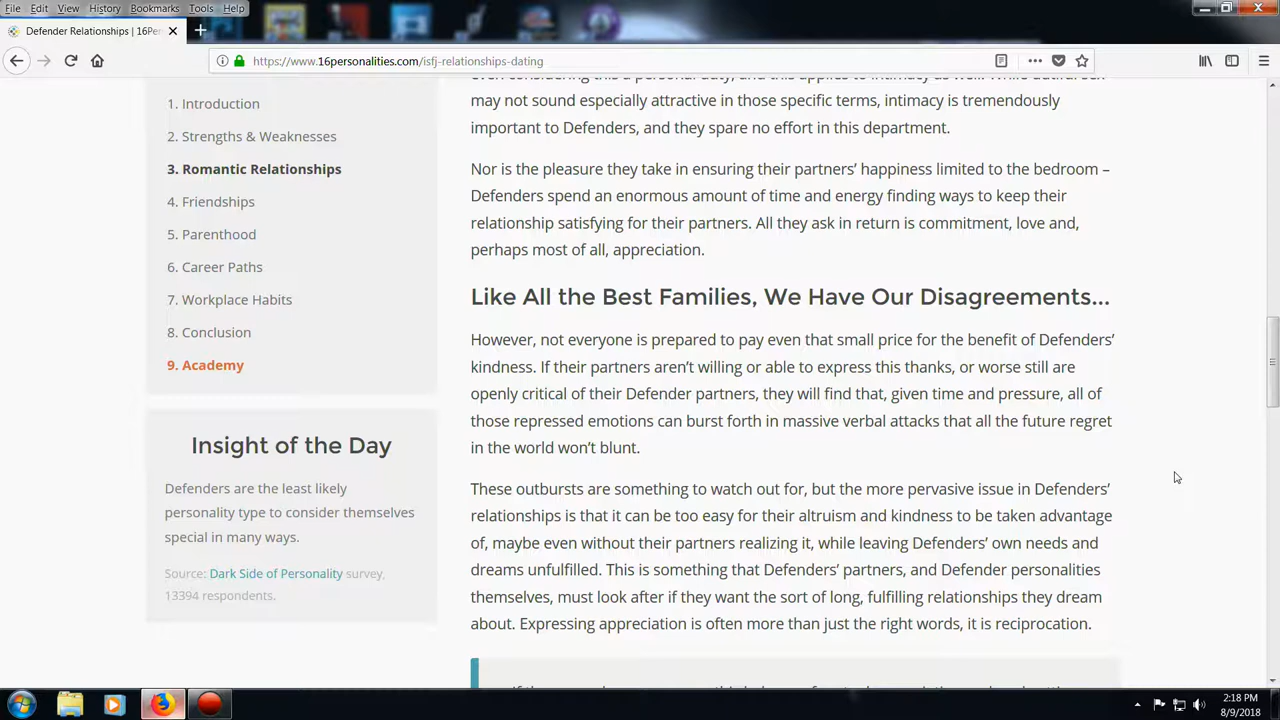 File Edit View History Bookmarks Tools Help
Defender Relationships | 16Per
https://www.16personalities.com/isfj-relationships-dating
1. Introduction
2. Strengths & Weaknesses
3. Romantic Relationships
4. Friendships
5. Parenthood
6. Career Paths
7. Workplace Habits
8. Conclusion
9. Academy
Insight of the Day
Defenders are the least likely
personality type to consider themselves
special in many ways.
Source: Dark Side of Personality survey,
13394 respondents.
even considering this a personal duty, and this applies to intimacy as well. While dutiful sex
may not sound especially attractive in those specific terms, intimacy is tremendously
important to Defenders, and they spare no effort in this department.
Nor is the pleasure they take in ensuring their partners’ happiness limited to the bedroom –
Defenders spend an enormous amount of time and energy finding ways to keep their
relationship satisfying for their partners. All they ask in return is commitment, love and,
perhaps most of all, appreciation.
Like All the Best Families, We Have Our Disagreements...
However, not everyone is prepared to pay even that small price for the benefit of Defenders’
kindness. If their partners aren’t willing or able to express this thanks, or worse still are
openly critical of their Defender partners, they will find that, given time and pressure, all of
those repressed emotions can burst forth in massive verbal attacks that all the future regret
in the world won’t blunt.
These outbursts are something to watch out for, but the more pervasive issue in Defenders’
relationships is that it can be too easy for their altruism and kindness to be taken advantage
of, maybe even without their partners realizing it, while leaving Defenders’ own needs and
dreams unfulfilled. This is something that Defenders’ partners, and Defender personalities
themselves, must look after if they want the sort of long, fulfilling relationships they dream
about. Expressing appreciation is often more than just the right words, it is reciprocation.
2:18 PM
8/9/2018